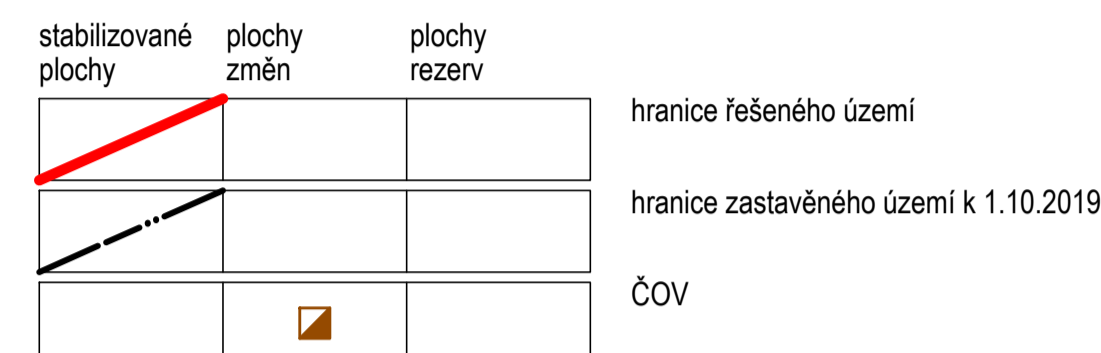 stabilizované plochy plochy
plochy změn rezerv
hranice řešeného území
hranice zastavěného území k 1.10.2019
ČOV